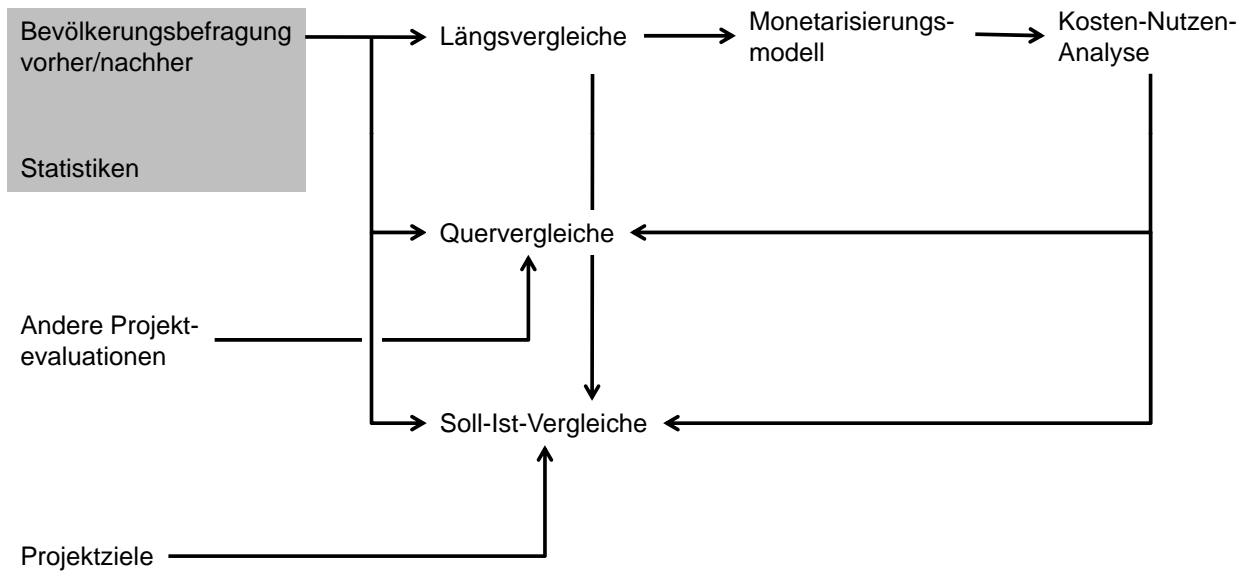 Bevölkerungsbefragung
vorher/nachher
Statistiken
Längsvergleiche
Monetarisierungs-
modell
Kosten-Nutzen-
Analyse
Quervergleiche
Andere Projekt-
evaluationen
Soll-Ist-Vergleiche
Projektziele